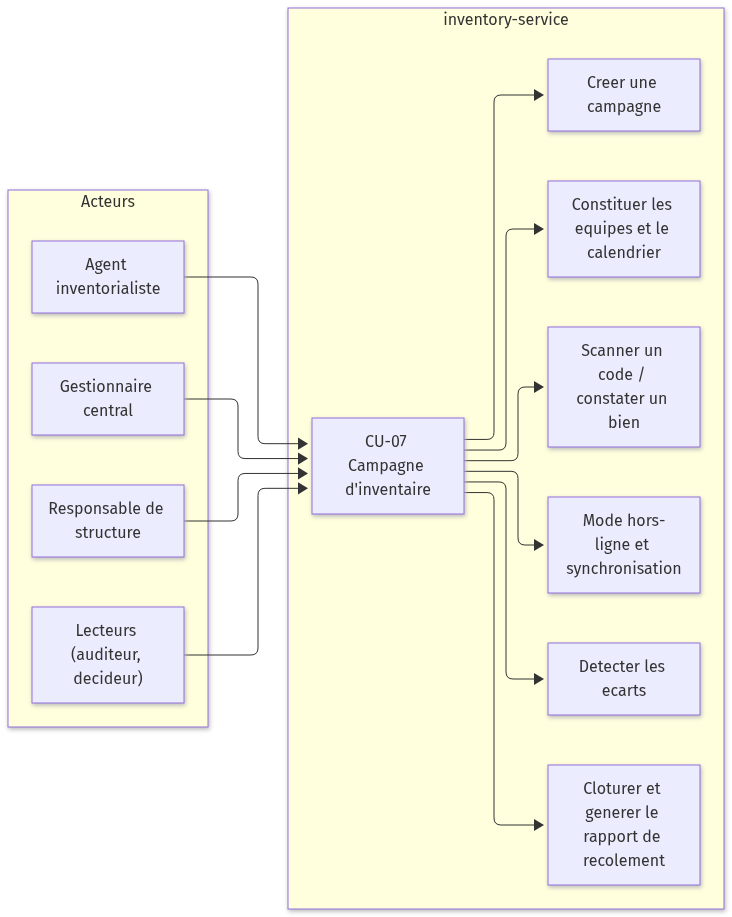 inventory-service
Acteurs
Agent
inventorialiste
Gestionnaire
central
Responsable de
structure
Lecteurs
(auditeur,
decideur)
CU-07
Campagne
d'inventaire
Creer une
campagne
Constituer les
equipes et le
calendrier
Scanner un
code /
constater un
bien
Mode hors-
ligne et
synchronisation
Detecter les
ecarts
Cloturer et
generer le
rapport de
recolement